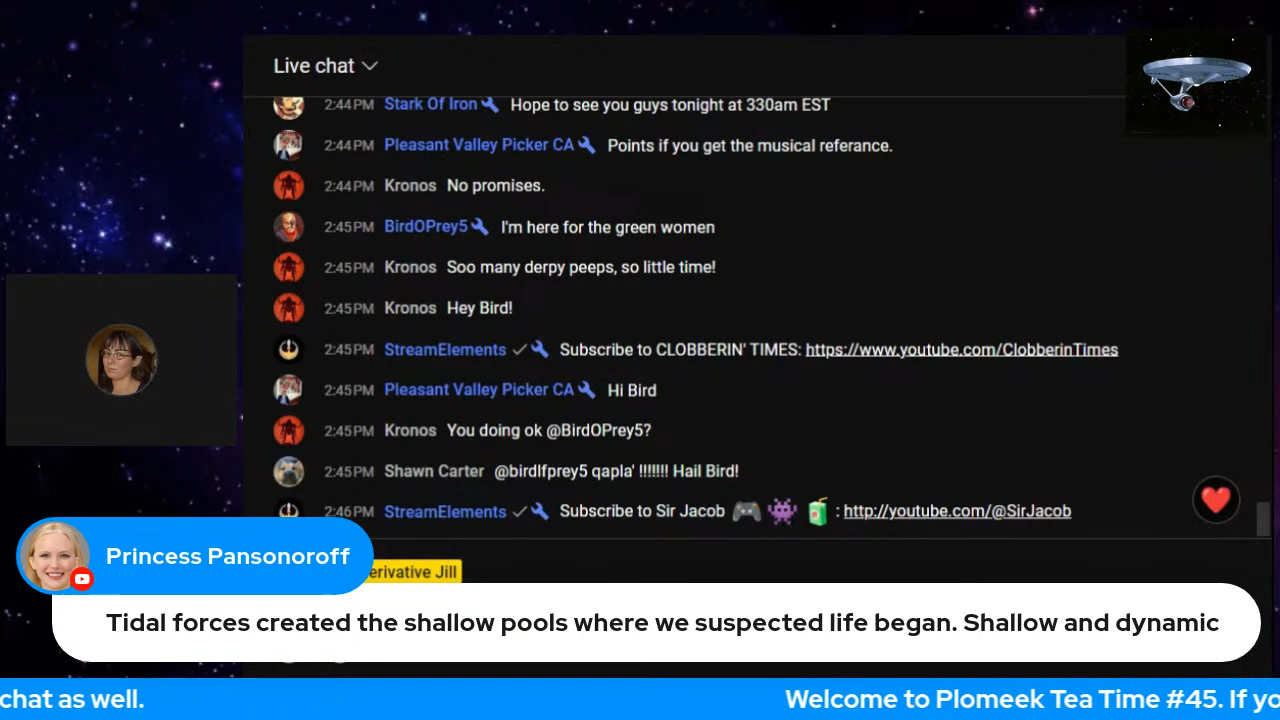 Live chat
2:44PM Stark Of Iron Hope to see you guys tonight at 330am EST
2:44PM Pleasant Valley Picker CA Points if you get the musical referance.
2:44PM Kronos No promises.
2:45PM BirdOPrey5 I'm here for the green women
2:45PM Kronos Soo many derpy peeps, so little time!
2:45PM Kronos Hey Bird!
2:45PM StreamElements Subscribe to CLOBBERIN' TIMES: https://www.youtube.com/ClobberinTimes
2:45PM Pleasant Valley Picker CA Hi Bird
2:45PM Kronos You doing ok @BirdOPrey5?
2:45PM Shawn Carter @birdlfprey5 qapla' !!!!!!! Hail Bird!
2:46PM StreamElements Subscribe to Sir Jacob 🎮 👾 🧃 : http://youtube.com/@SirJacob
Princess Pansonoroff
erivative Jill
Tidal forces created the shallow pools where we suspected life began. Shallow and dynamic
chat as well. Welcome to Plomeek Tea Time #45. If yo